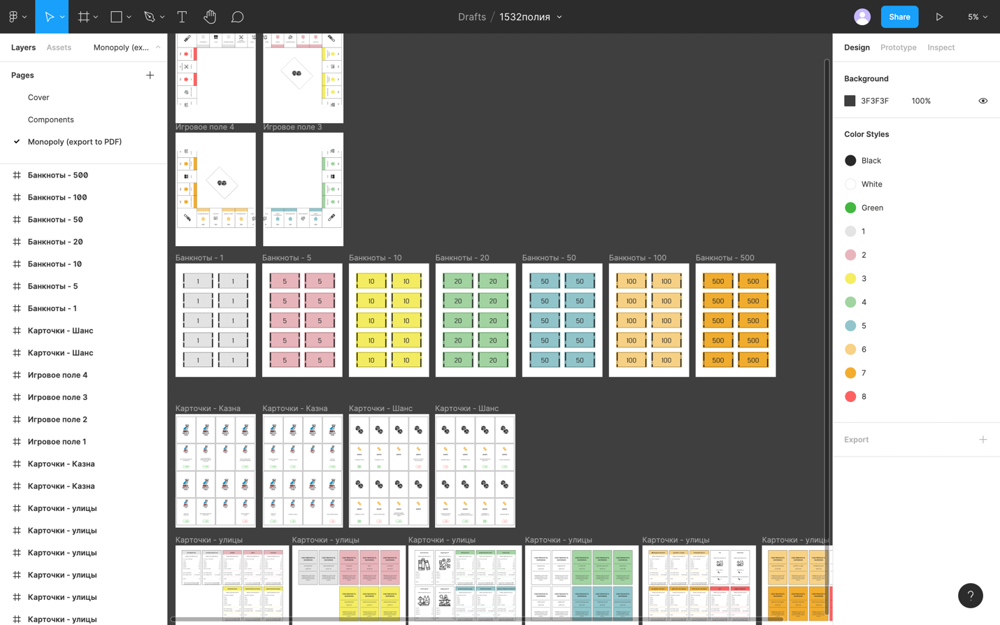 Drafts / 1532полия
Share
5%
Layers
Assets
Monopoly (ex...
Pages
Cover
Components
Monopoly (export to PDF)
Банкноты - 500
Банкноты - 100
Банкноты - 50
Банкноты - 20
Банкноты - 10
Банкноты - 5
Банкноты - 1
Карточки - Шанс
Карточки - Шанс
Игровое поле 4
Игровое поле 3
Игровое поле 2
Игровое поле 1
Карточки - Казна
Карточки - Казна
Карточки - улицы
Карточки - улицы
Карточки - улицы
Карточки - улицы
Карточки - улицы
Карточки - улицы
Игровое поле 4
Игровое поле 3
Банкноты - 1
Банкноты - 5
Банкноты - 10
Банкноты - 20
Банкноты - 50
Банкноты - 100
Банкноты - 500
1 1 5 5 10 10 20 20 50 50 100 100 500 500
1 1 5 5 10 10 20 20 50 50 100 100 500 500
1 1 5 5 10 10 20 20 50 50 100 100 500 500
1 1 5 5 10 10 20 20 50 50 100 100 500 500
1 1 5 5 10 10 20 20 50 50 100 100 500 500
Карточки - Казна
Карточки - Казна
Карточки - Шанс
Карточки - Шанс
Карточки - улицы
Карточки - улицы
Карточки - улицы
Карточки - улицы
Карточки - улицы
Карточки - улицы
Design
Prototype
Inspect
Background
3F3F3F
100%
Color Styles
Black
White
Green
1
2
3
4
5
6
7
8
Export
?